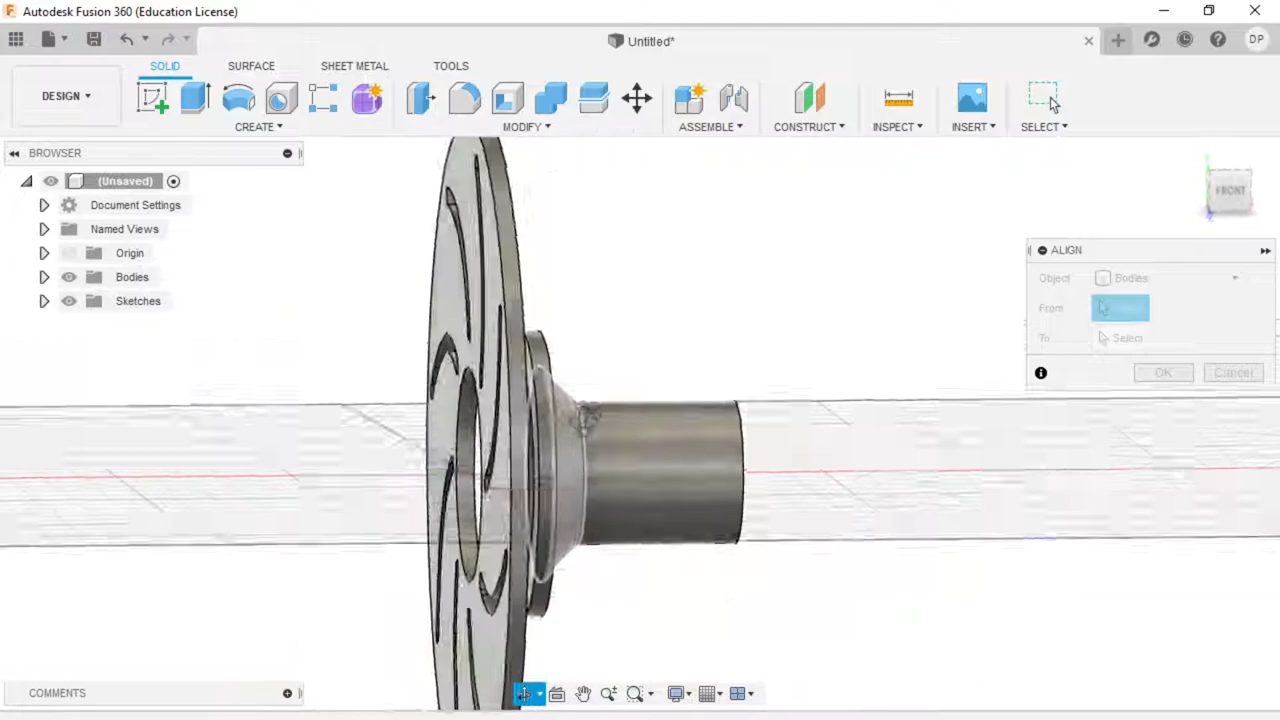 Autodesk Fusion 360 (Education License)
Untitled*
DP
SOLID SURFACE SHEET METAL TOOLS
DESIGN
CREATE MODIFY ASSEMBLE CONSTRUCT INSPECT INSERT SELECT
BROWSER
(Unsaved)
Document Settings
Named Views
Origin
Bodies
Sketches
FRONT
ALIGN
Object Bodies
From
To Select
OK Cancel
COMMENTS